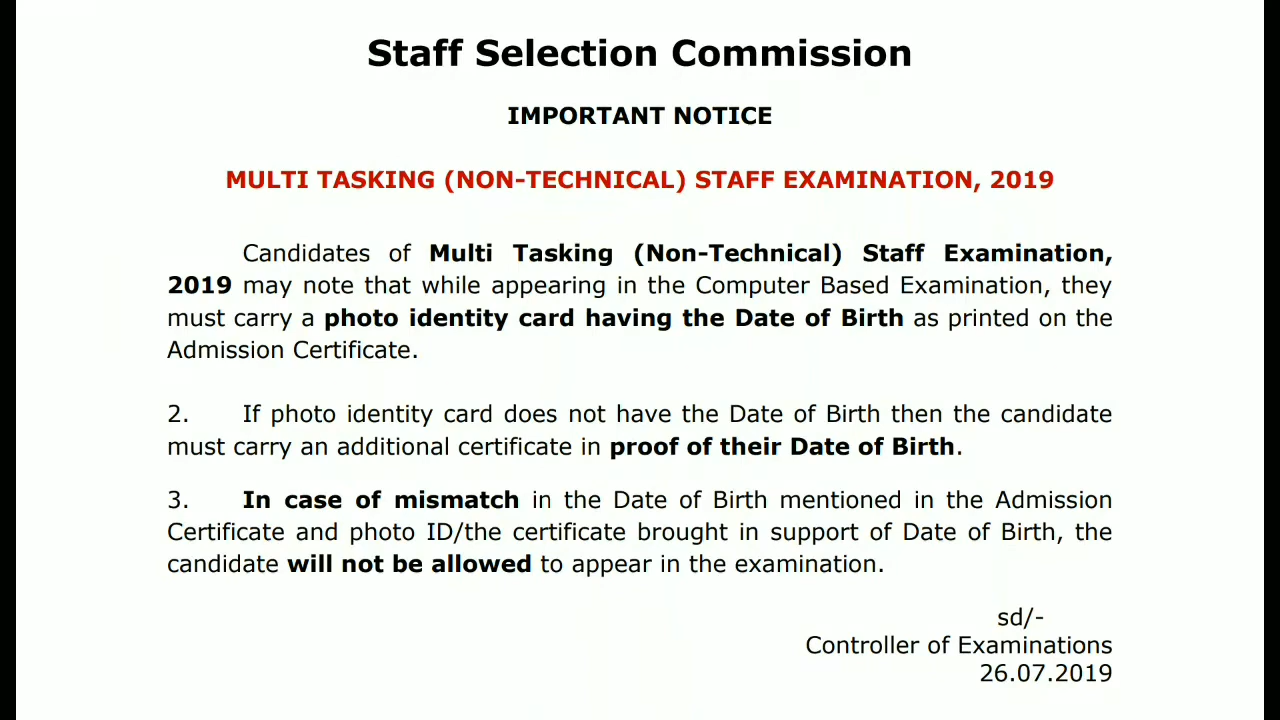 Staff Selection Commission
IMPORTANT NOTICE
MULTI TASKING (NON-TECHNICAL) STAFF EXAMINATION, 2019
Candidates of Multi Tasking (Non-Technical) Staff Examination,
2019 may note that while appearing in the Computer Based Examination, they
must carry a photo identity card having the Date of Birth as printed on the
Admission Certificate.
2. If photo identity card does not have the Date of Birth then the candidate
must carry an additional certificate in proof of their Date of Birth.
3. In case of mismatch in the Date of Birth mentioned in the Admission
Certificate and photo ID/the certificate brought in support of Date of Birth, the
candidate will not be allowed to appear in the examination.
sd/-
Controller of Examinations
26.07.2019